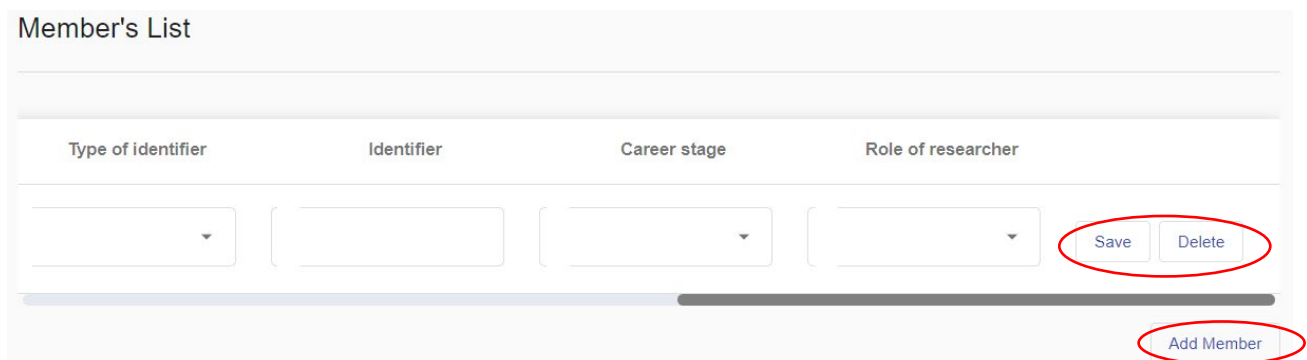 Member's List
Type of identifier Identifier Career stage Role of researcher
Save Delete
Add Member